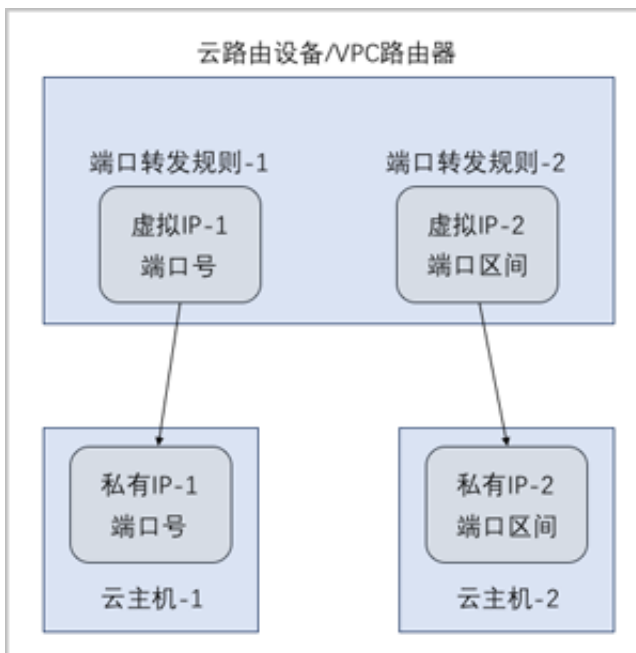 云路由设备/VPC路由器
端口转发规则-1
端口转发规则-2
虚拟IP-1
端口号
虚拟IP-2
端口区间
私有IP-1
端口号
私有IP-2
端口区间
云主机-1
云主机-2